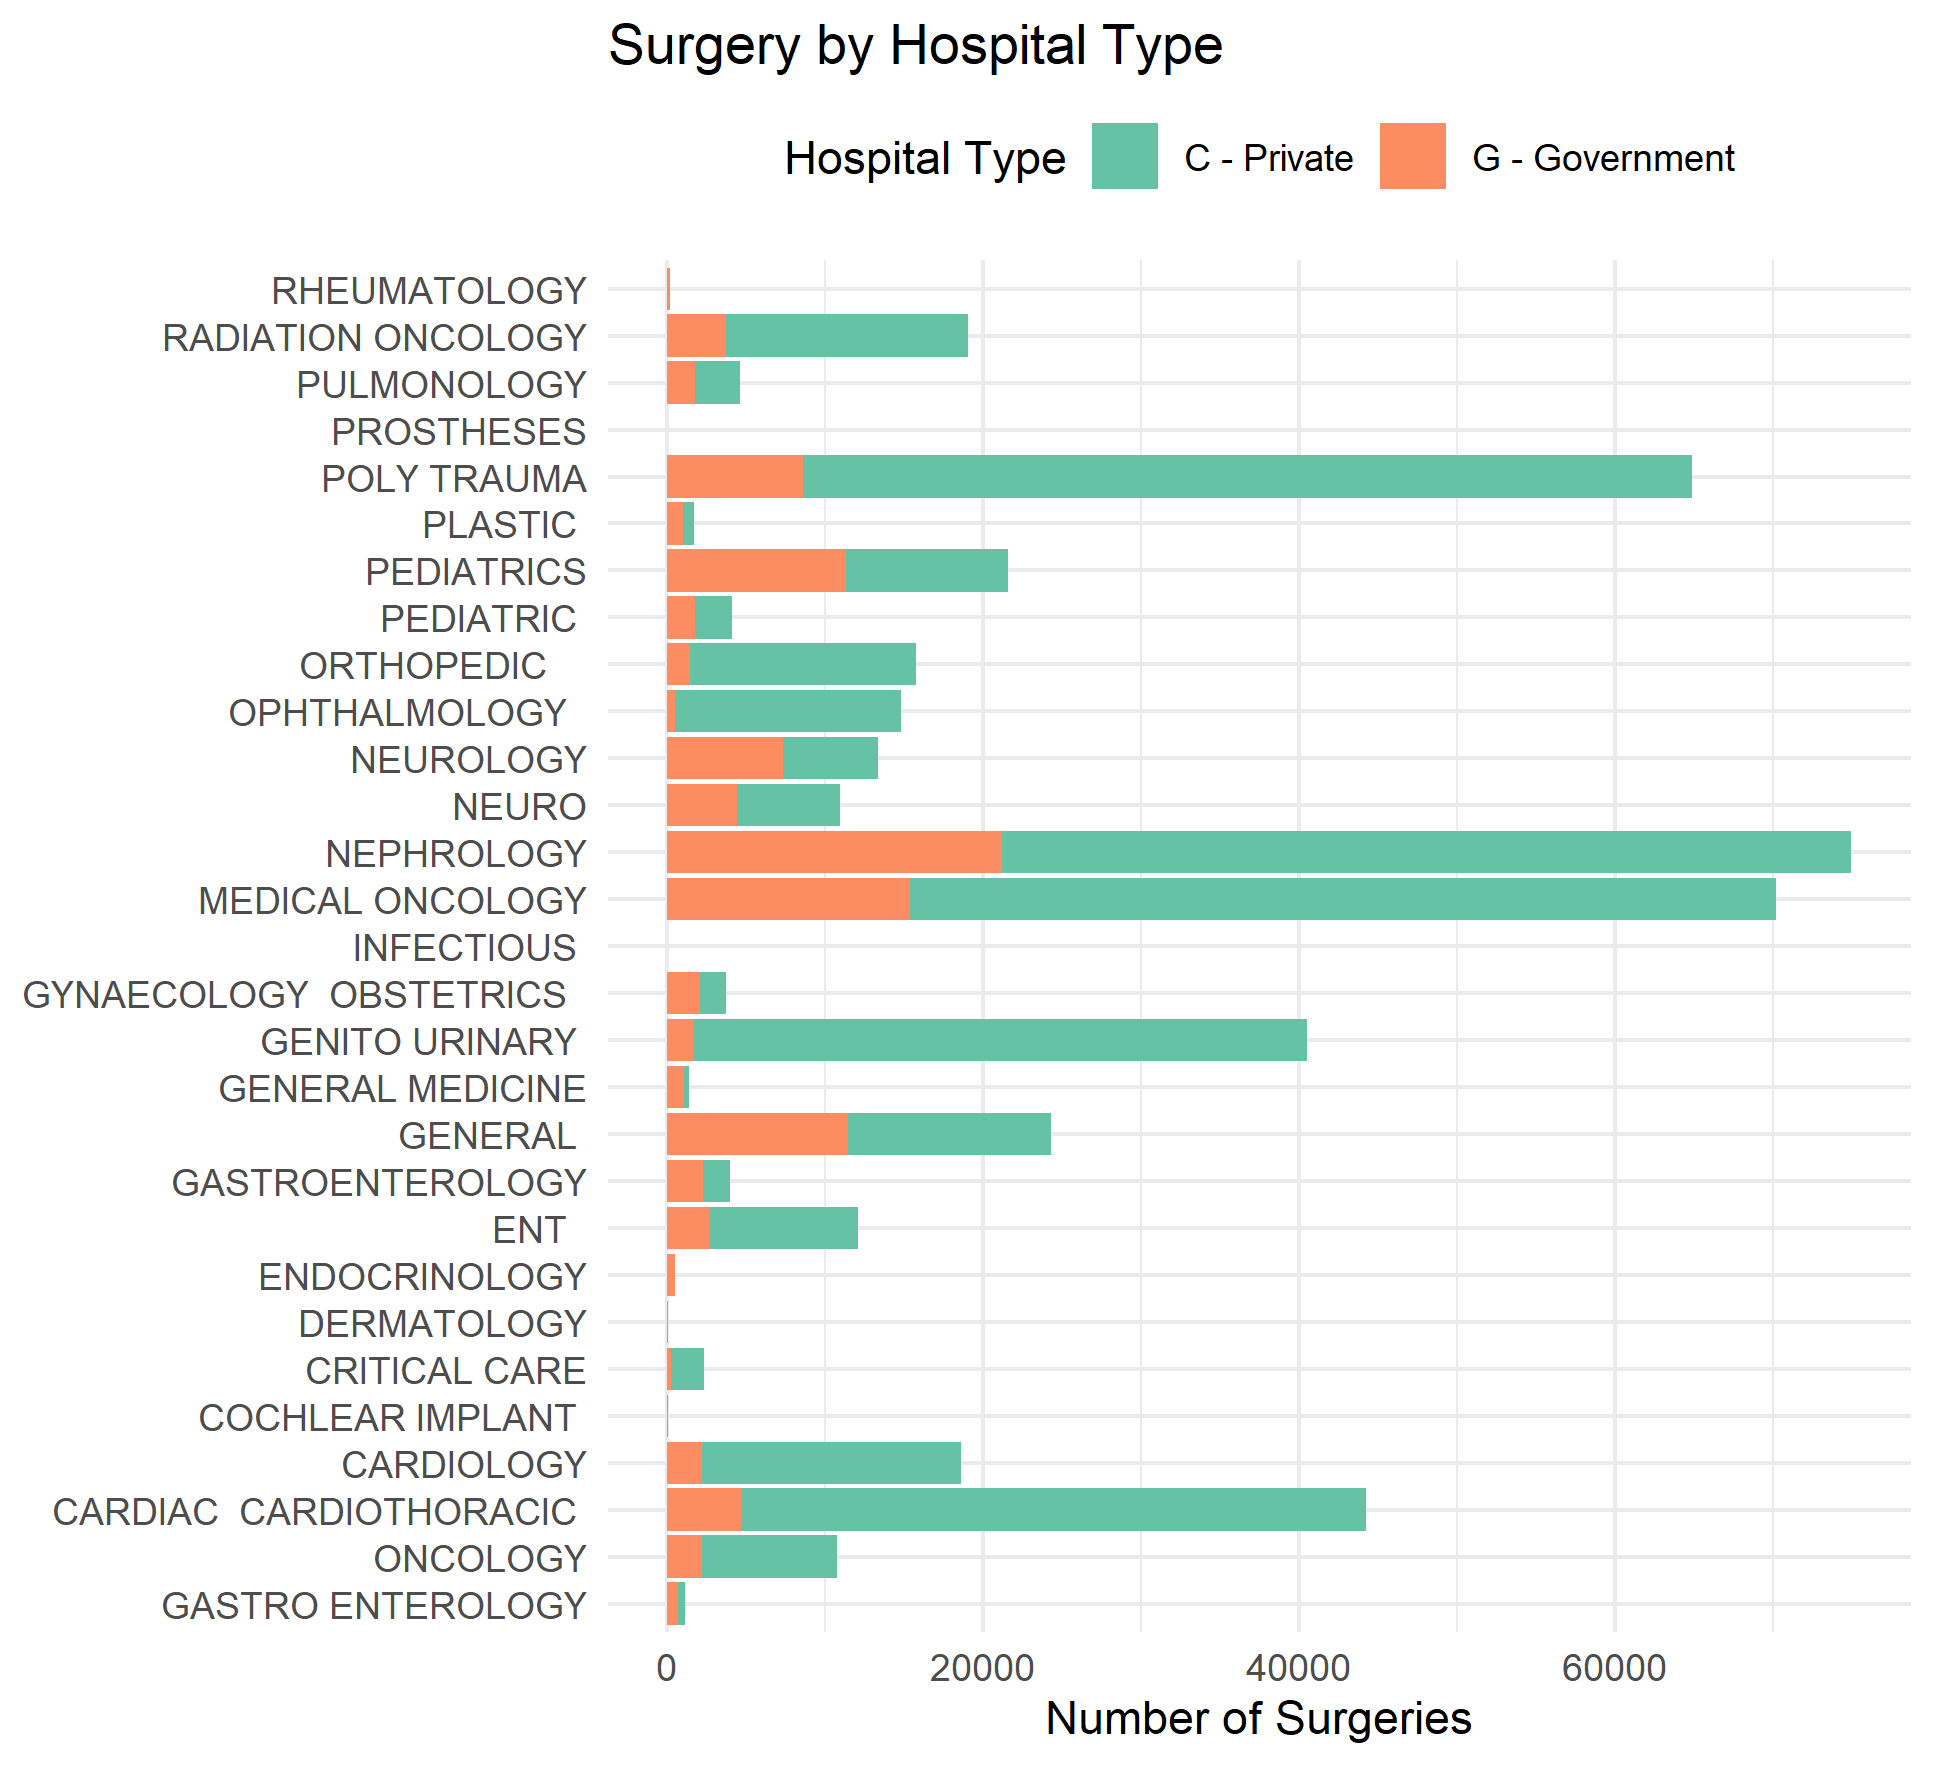 Surgery by Hospital Type
Hospital Type C - Private G - Government
RHEUMATOLOGY
RADIATION ONCOLOGY
PULMONOLOGY
PROSTHESES
POLY TRAUMA
PLASTIC
PEDIATRICS
PEDIATRIC
ORTHOPEDIC
OPHTHALMOLOGY
NEUROLOGY
NEURO
NEPHROLOGY
MEDICAL ONCOLOGY
INFECTIOUS
GYNAECOLOGY  OBSTETRICS
GENITO URINARY
GENERAL MEDICINE
GENERAL
GASTROENTEROLOGY
ENT
ENDOCRINOLOGY
DERMATOLOGY
CRITICAL CARE
COCHLEAR IMPLANT
CARDIOLOGY
CARDIAC  CARDIOTHORACIC
ONCOLOGY
GASTRO ENTEROLOGY
0 20000 40000 60000
Number of Surgeries